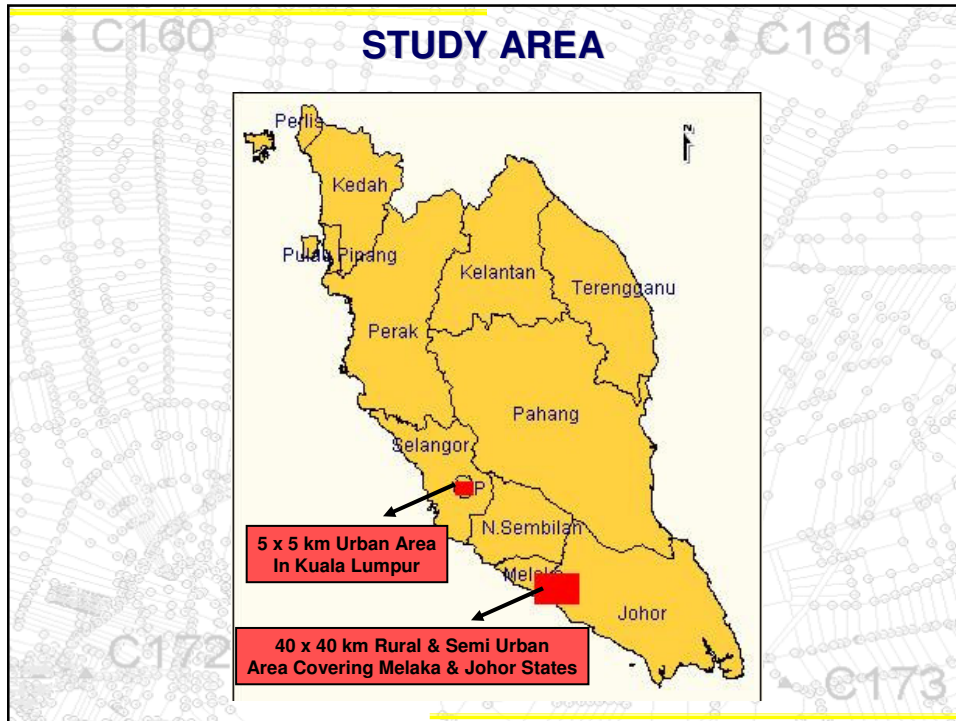 C160
C161
STUDY AREA
Perlis
Kedah
Pulau Pinang
Kelantan
Terengganu
Perak
Pahang
Selangor
P
N.Sembilan
5 x 5 km Urban Area
In Kuala Lumpur
Melaka
Johor
40 x 40 km Rural & Semi Urban
Area Covering Melaka & Johor States
C172
C173